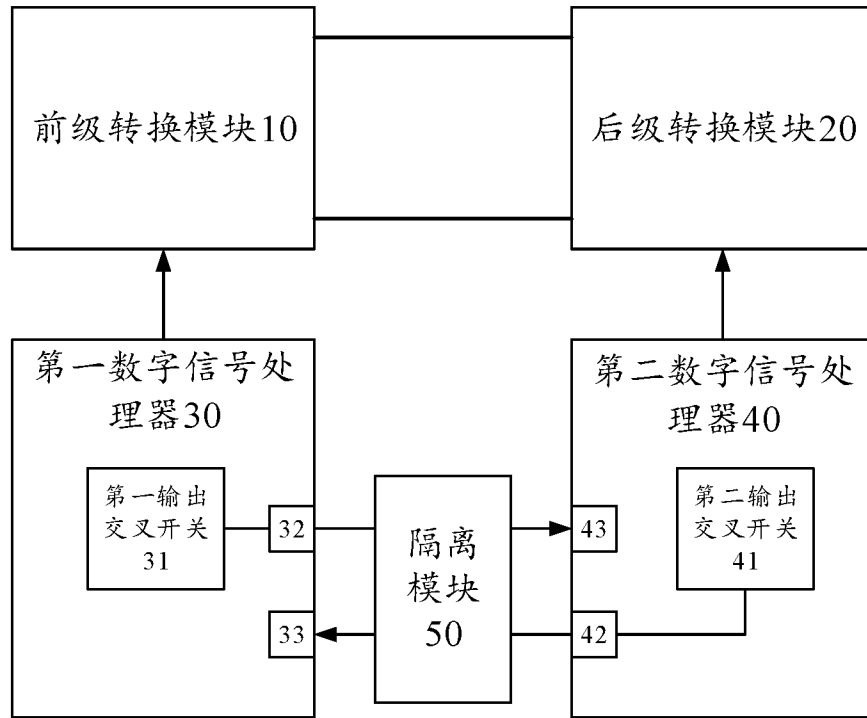 前级转换模块10
后级转换模块20
第一数字信号处
理器30
第二数字信号处
理器40
第一输出
交叉开关
31
32
33
隔离
模块
50
43
42
第二输出
交叉开关
41